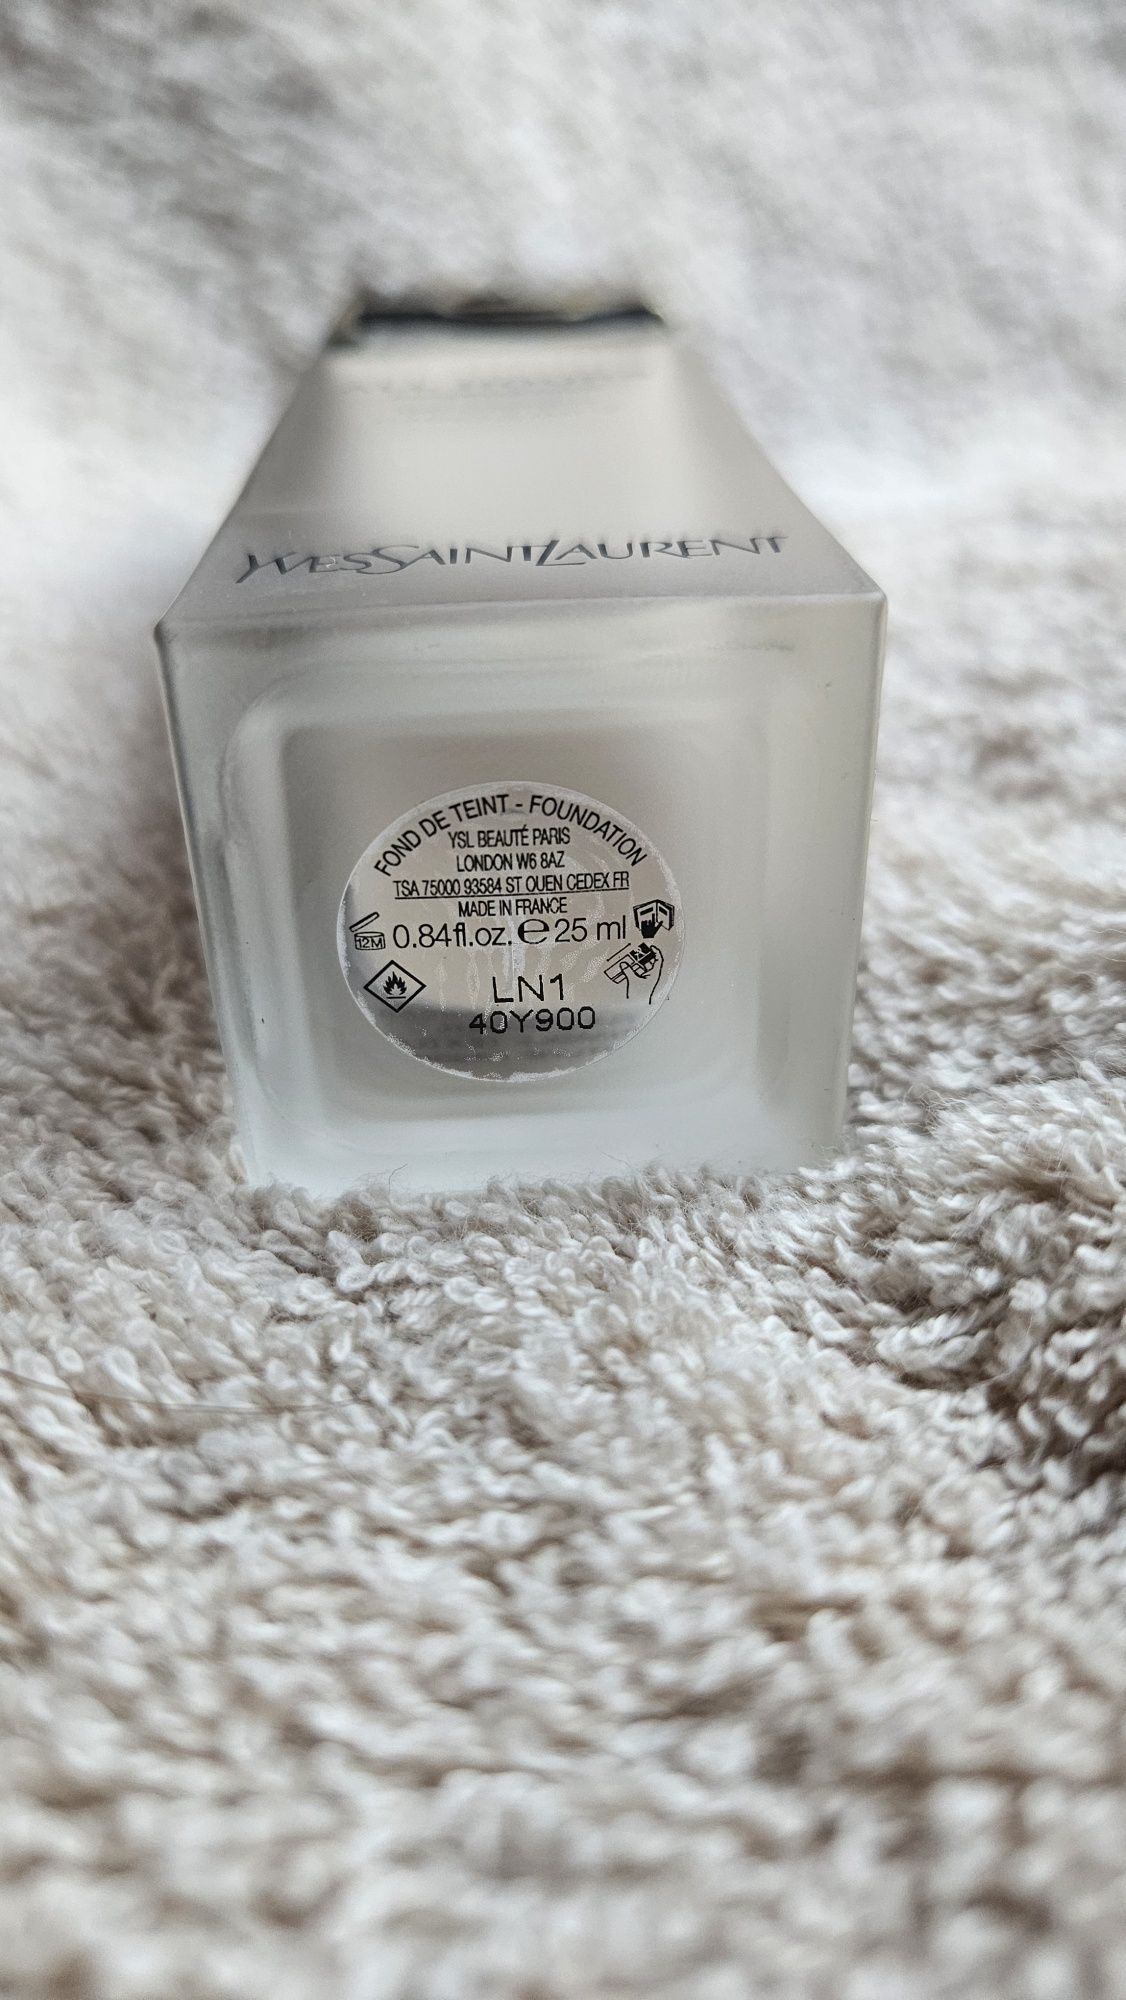 YVESSAINTLAURENT
FOND DE TEINT - FOUNDATION
YSL BEAUTÉ PARIS
LONDON W6 8AZ
TSA 75000 93584 ST OUEN CEDEX FR
MADE IN FRANCE
12M 0.84fl.oz. e 25 ml
LN1
40Y900